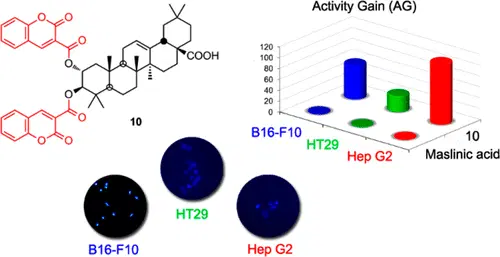 Activity Gain (AG)
O
O
O
O
O
O
O
O
COOH
10
120
100
80
60
40
20
0
B16-F10
HT29
Hep G2
10
Maslinic acid
B16-F10
HT29
Hep G2